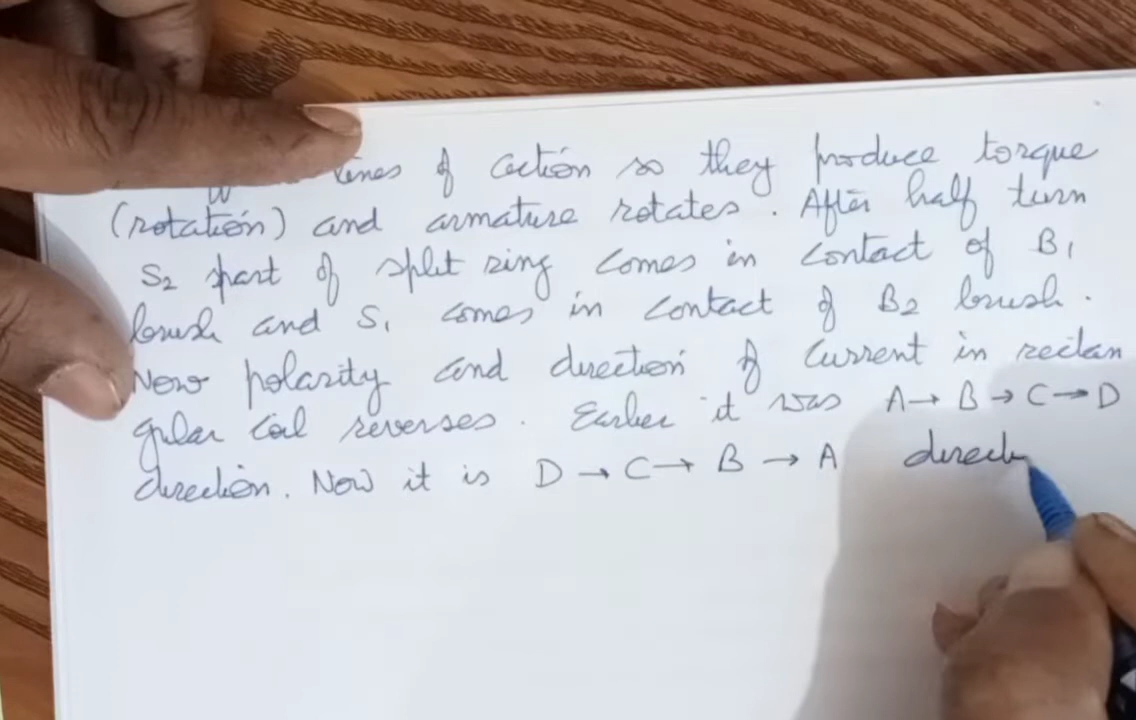 lines of action so they produce torque
(rotation) and armature rotates. After half turn
S₂ part of split ring comes in contact of B₁
brush and S₁ comes in contact of B₂ brush.
Now polarity and direction of current in rectan
gular coil reverses. Earlier it was A → B → C → D
direction. Now it is D → C → B → A direct